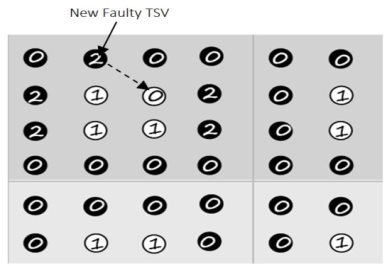 New Faulty TSV
0 2 0 0 0 0
2 1 0 2 0 1
2 1 1 2 0 1
0 0 0 0 0 0
0 0 0 0 0 0
0 1 1 0 0 1